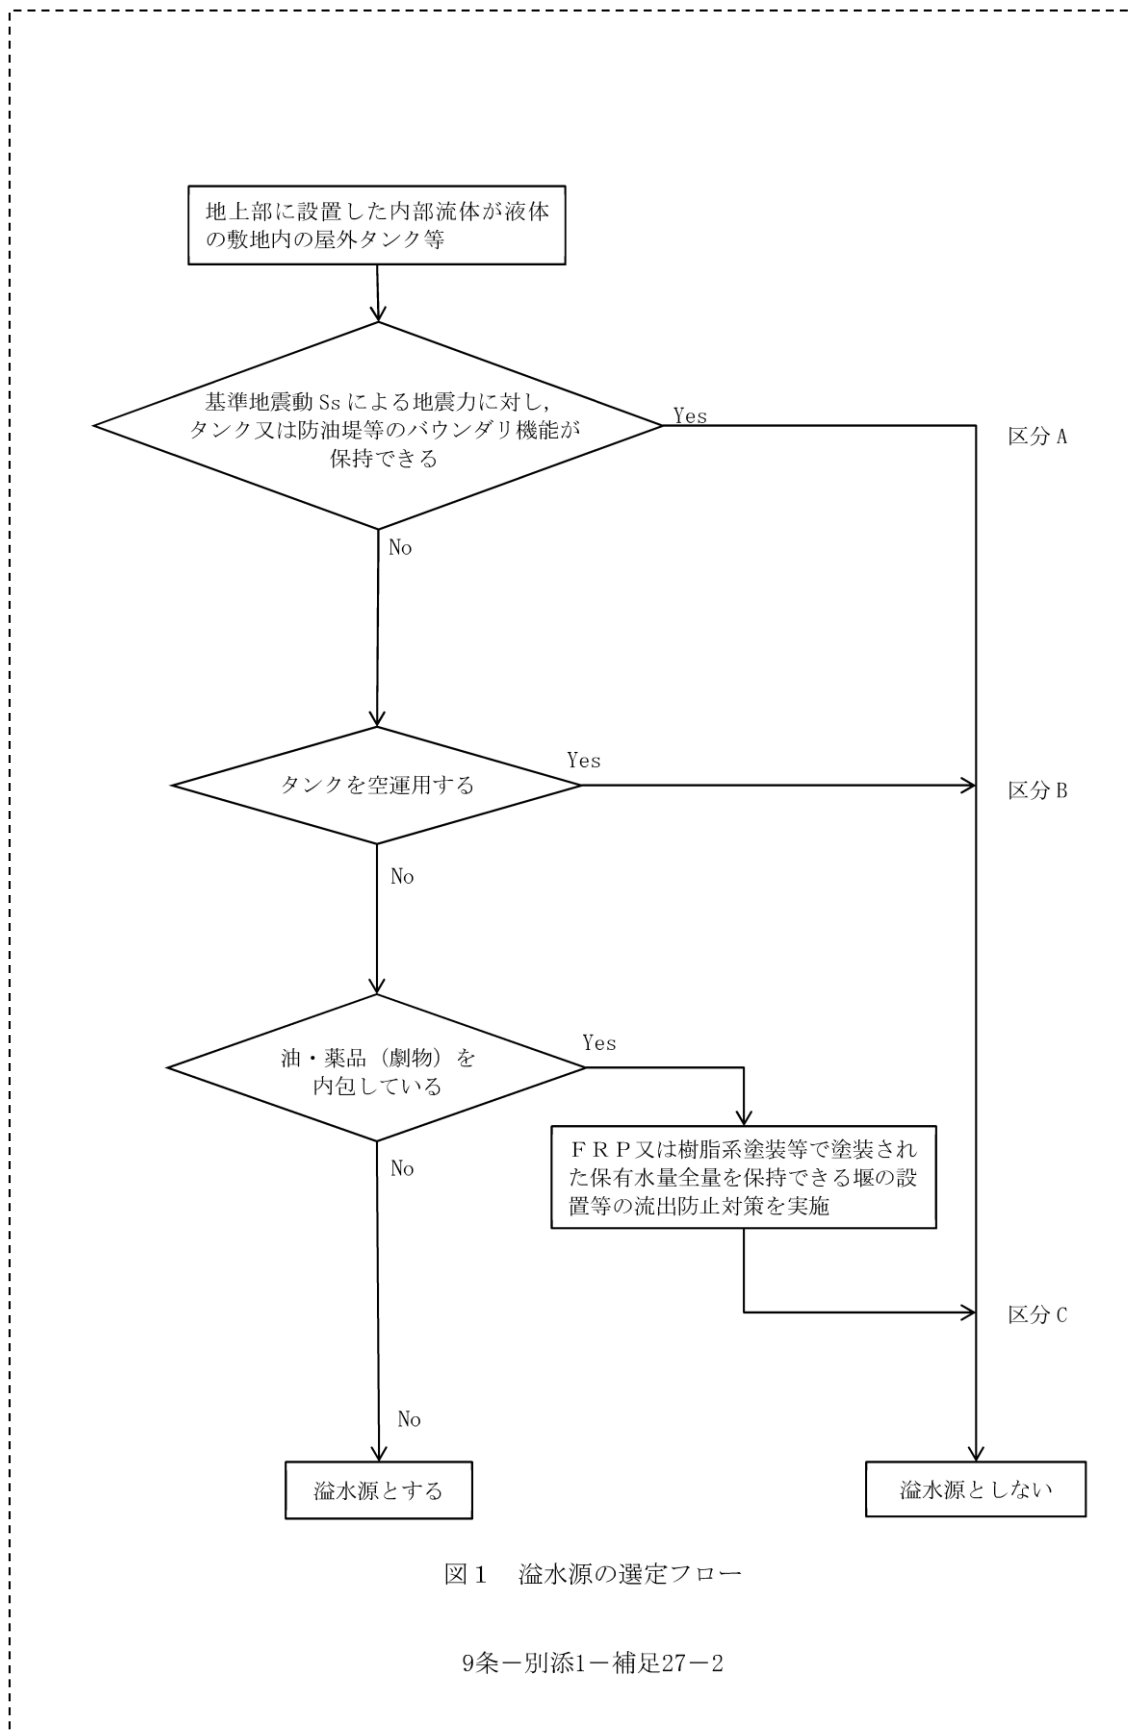 地上部に設置した内部流体が液体
の敷地内の屋外タンク等
基準地震動 Ss による地震力に対し，
タンク又は防油堤等のバウンダリ機能が
保持できる
Yes
区分 A
No
タンクを空運用する
Yes
区分 B
No
油・薬品（劇物）を
内包している
Yes
No
ＦＲＰ又は樹脂系塗装等で塗装され
た保有水量全量を保持できる堰の設
置等の流出防止対策を実施
区分 C
No
溢水源とする
溢水源としない
図１　溢水源の選定フロー
9条－別添1－補足27－2